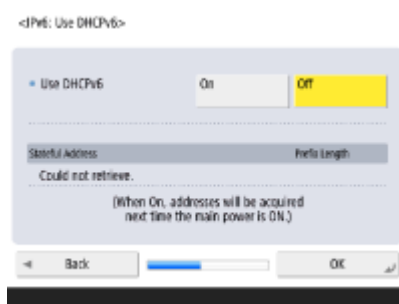 <IPv6: Use DHCPv6>
Use DHCPv6 On Off
Stateful Address Prefix Length
Could not retrieve.
(When On, addresses will be acquired
next time the main power is ON.)
Back OK